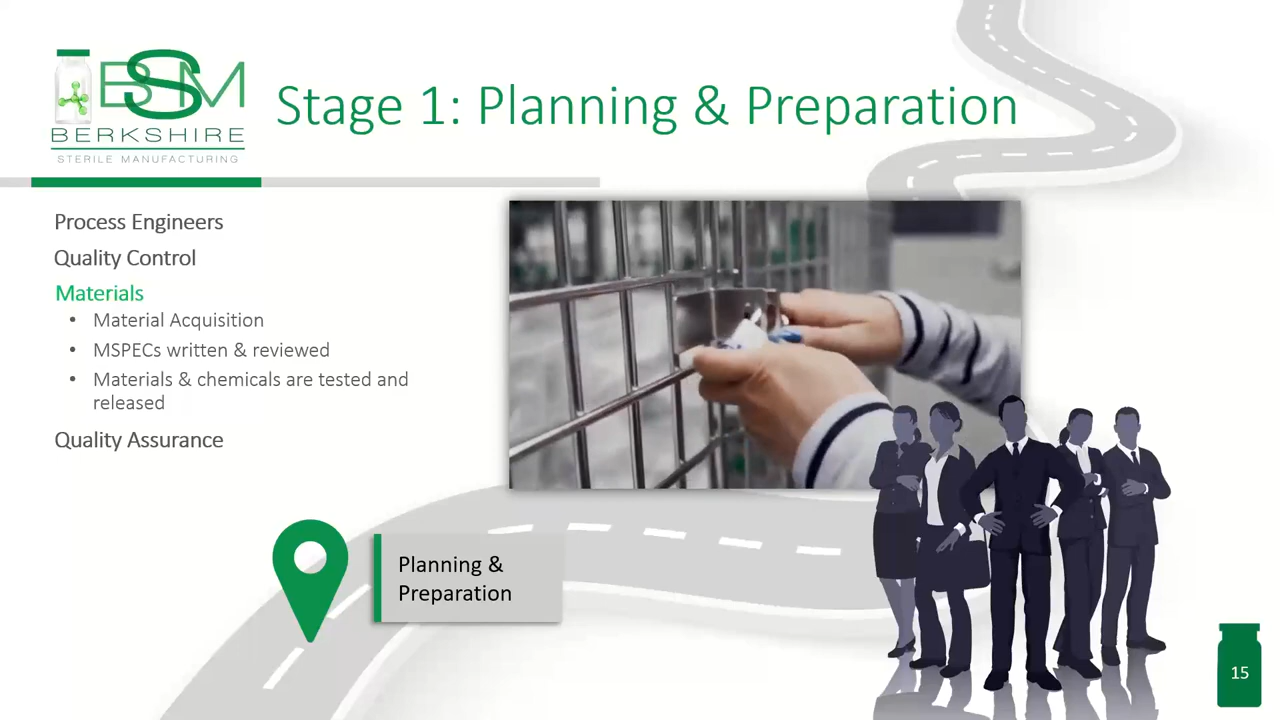 BSM
BERKSHIRE
STERILE MANUFACTURING
Stage 1: Planning & Preparation
Process Engineers
Quality Control
Materials
• Material Acquisition
• MSPECs written & reviewed
• Materials & chemicals are tested and
released
Quality Assurance
Planning &
Preparation
15